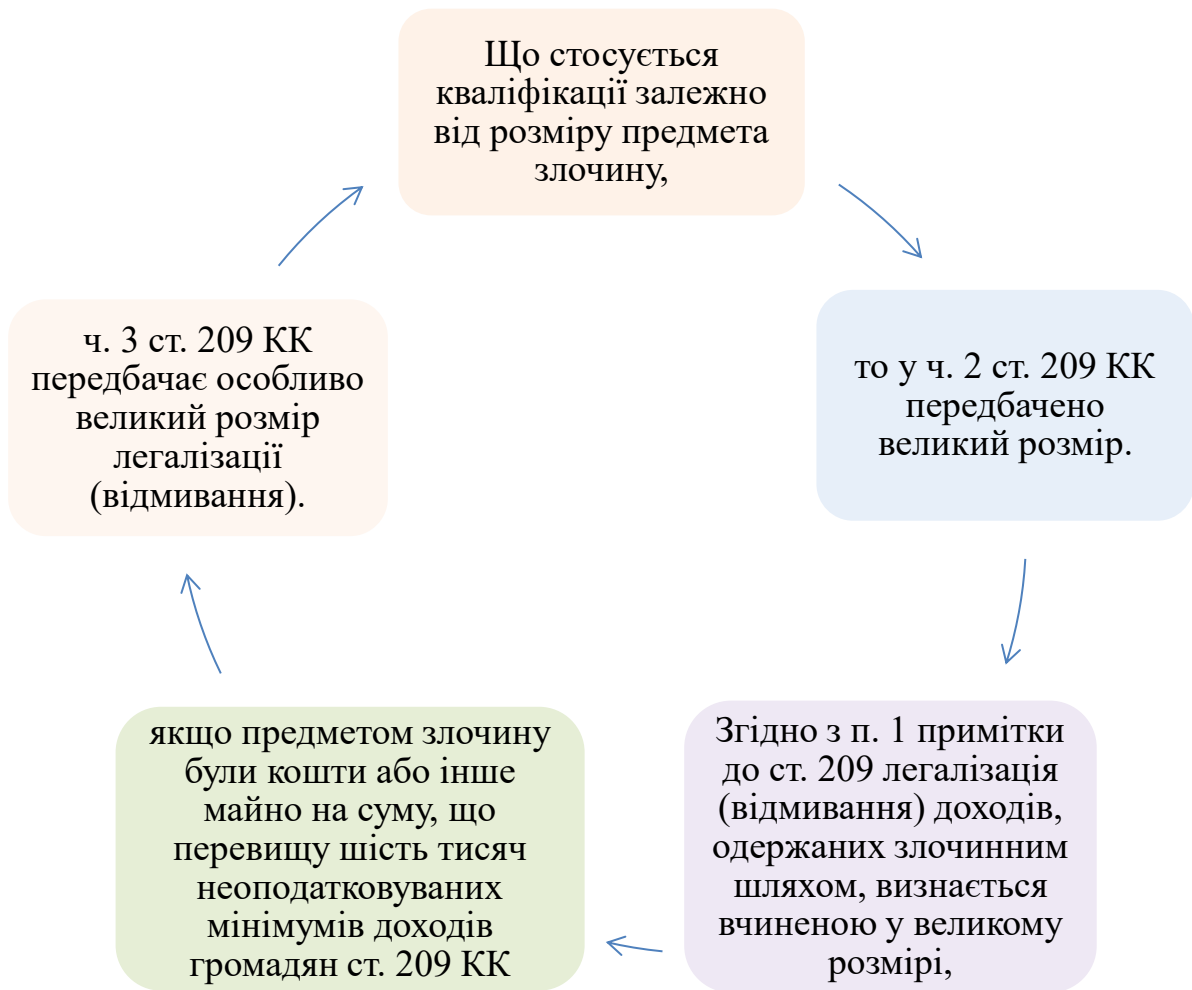 Що стосується
кваліфікації залежно
від розміру предмета
злочину,
то у ч. 2 ст. 209 КК
передбачено
великий розмір.
Згідно з п. 1 примітки
до ст. 209 легалізація
(відмивання) доходів,
одержаних злочинним
шляхом, визнається
вчиненою у великому
розмірі,
якщо предметом злочину
були кошти або інше
майно на суму, що
перевищу шість тисяч
неоподатковуваних
мінімумів доходів
громадян ст. 209 КК
ч. 3 ст. 209 КК
передбачає особливо
великий розмір
легалізації
(відмивання).